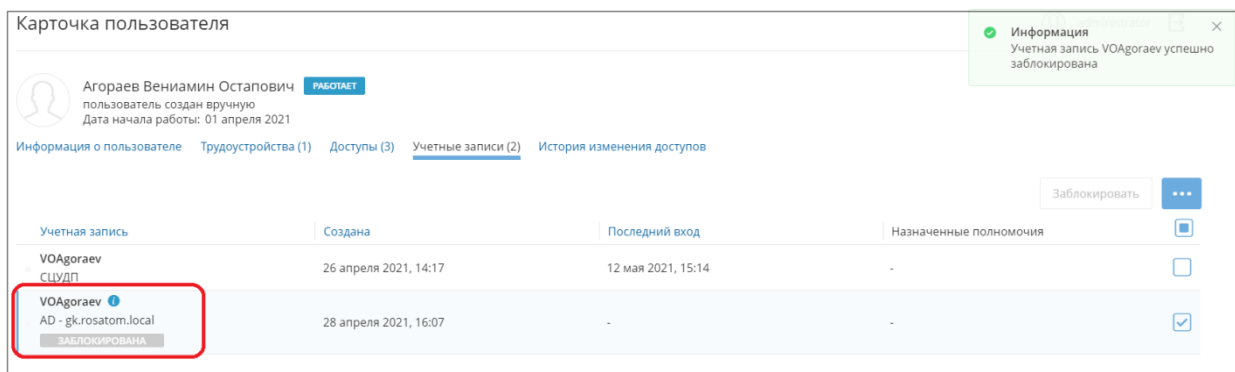 Карточка пользователя
Информация
Учетная запись VOAgoraev успешно
заблокирована
Агораев Вениамин Остапович РАБОТАЕТ
пользователь создан вручную
Дата начала работы: 01 апреля 2021
Информация о пользователе Трудоустройства (1) Доступы (3) Учетные записи (2) История изменения доступов
Заблокировать
Учетная запись Создана Последний вход Назначенные полномочия
VOAgoraev
СЦУДП
26 апреля 2021, 14:17 12 мая 2021, 15:14 -
VOAgoraev
AD - gk.rosatom.local
ЗАБЛОКИРОВАНА
28 апреля 2021, 16:07 - -